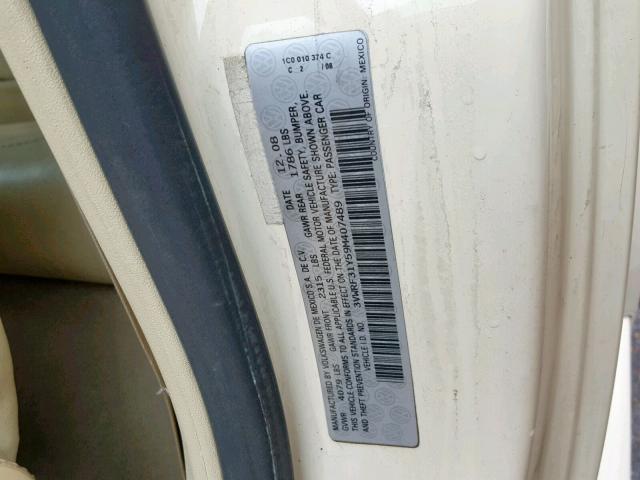 1C0 010 374 C
C 2 /08
MANUFACTURED BY VOLKSWAGEN DE MEXICO S.A. DE C.V. DATE 12.08
GVWR 4079 LBS GAWR FRONT 2315 LBS GAWR REAR 1786 LBS
THIS VEHICLE CONFORMS TO ALL APPLICABLE U.S. FEDERAL MOTOR VEHICLE SAFETY, BUMPER,
AND THEFT PREVENTION STANDARDS IN EFFECT ON THE DATE OF MANUFACTURE SHOWN ABOVE.
VEHICLE I.D. NO. 3VWRF31Y59M407489 TYPE: PASSENGER CAR
COUNTRY OF ORIGIN: MEXICO